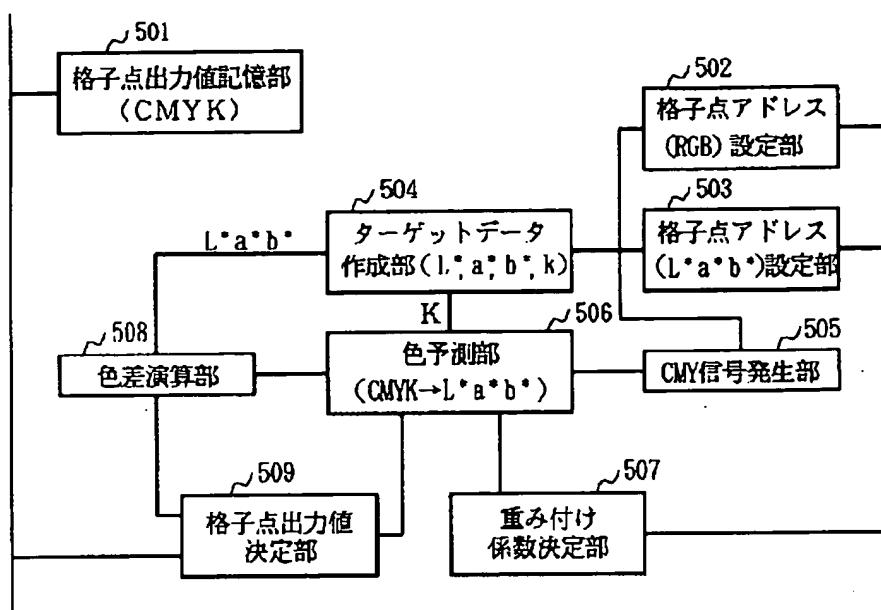 501
格子点出力値記憶部
(CMYK)
502
格子点アドレス
(RGB) 設定部
503
格子点アドレス
(L*a*b*)設定部
504
ターゲットデータ
作成部(L*,a*,b*,k)
L*a*b*
K
505
CMY信号発生部
506
色予測部
(CMYK→L*a*b*)
508
色差演算部
509
格子点出力値
決定部
507
重み付け
係数決定部